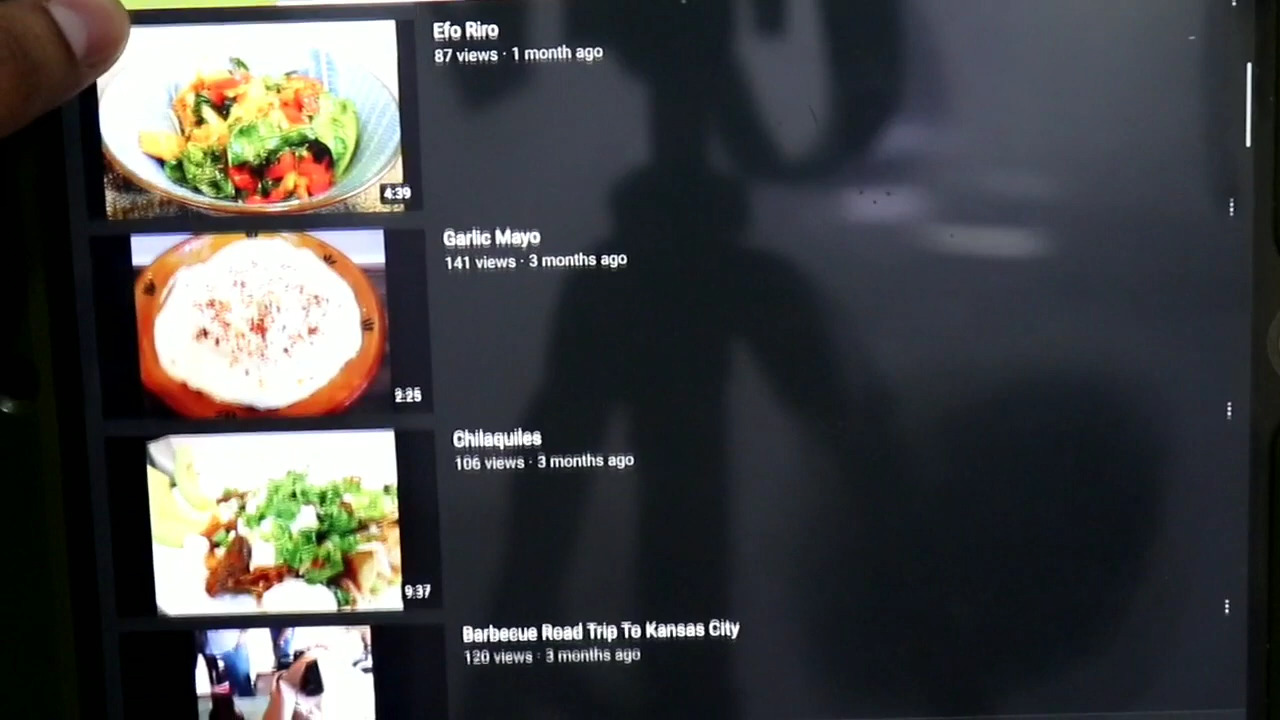 Efo Riro
87 views · 1 month ago
4:39
Garlic Mayo
141 views · 3 months ago
2:25
Chilaquiles
106 views · 3 months ago
9:37
Barbecue Road Trip To Kansas City
120 views · 3 months ago